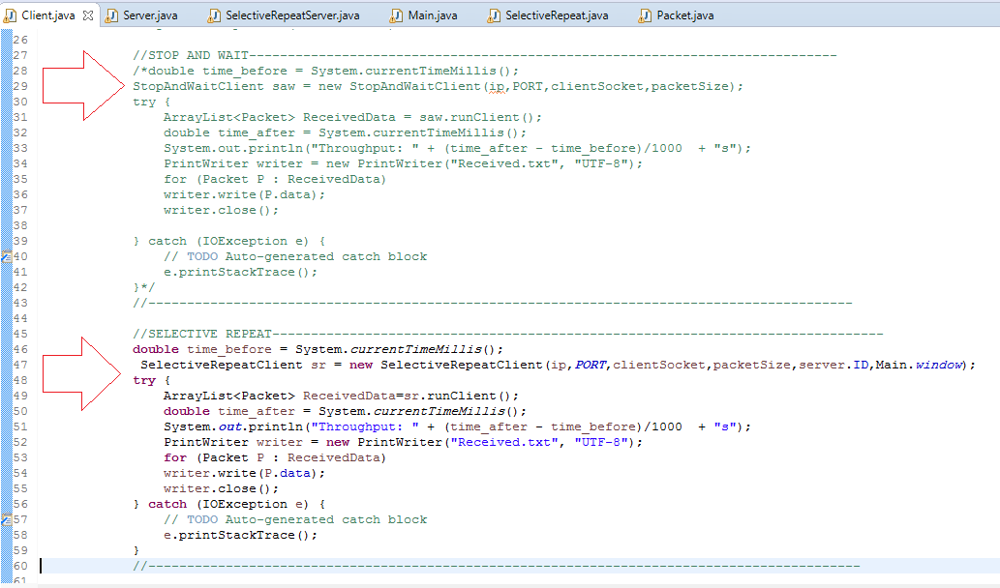 Client.java Server.java SelectiveRepeatServer.java Main.java SelectiveRepeat.java Packet.java
26
27 //STOP AND WAIT----------------------------------------------------------------------------
28 /*double time_before = System.currentTimeMillis();
29 StopAndWaitClient saw = new StopAndWaitClient(ip,PORT,clientSocket,packetSize);
30 try {
31 ArrayList<Packet> ReceivedData = saw.runClient();
32 double time_after = System.currentTimeMillis();
33 System.out.println("Throughput: " + (time_after - time_before)/1000  + "s");
34 PrintWriter writer = new PrintWriter("Received.txt", "UTF-8");
35 for (Packet P : ReceivedData)
36 writer.write(P.data);
37 writer.close();
38
39 } catch (IOException e) {
40 // TODO Auto-generated catch block
41 e.printStackTrace();
42 }*/
43 //-------------------------------------------------------------------------------------------
44
45 //SELECTIVE REPEAT-------------------------------------------------------------------------------
46 double time_before = System.currentTimeMillis();
47 SelectiveRepeatClient sr = new SelectiveRepeatClient(ip,PORT,clientSocket,packetSize,server.ID,Main.window);
48 try {
49 ArrayList<Packet> ReceivedData=sr.runClient();
50 double time_after = System.currentTimeMillis();
51 System.out.println("Throughput: " + (time_after - time_before)/1000  + "s");
52 PrintWriter writer = new PrintWriter("Received.txt", "UTF-8");
53 for (Packet P : ReceivedData)
54 writer.write(P.data);
55 writer.close();
56 } catch (IOException e) {
57 // TODO Auto-generated catch block
58 e.printStackTrace();
59 }
60 //--------------------------------------------------------------------------------------------
61